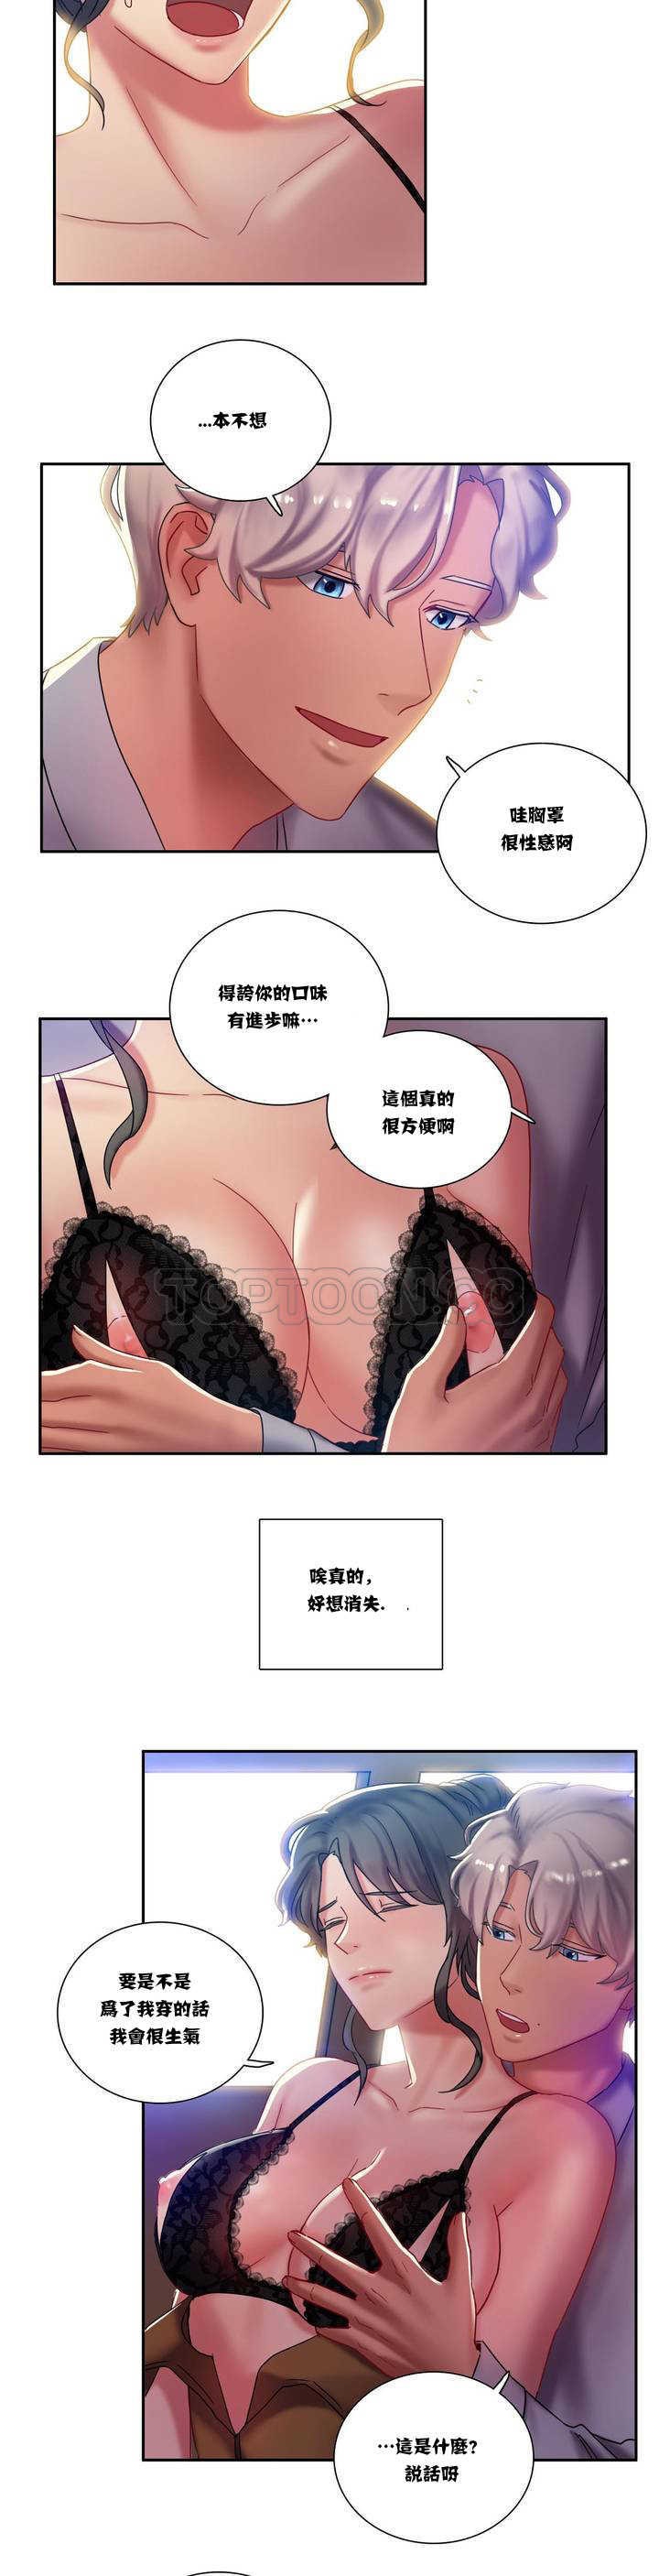 ...本不想
哇胸罩
很性感阿
得誇你的口味
有進步嘛⋯
這個真的
很方便啊
TOPTOON.CC
唉真的,
好想消失.
要是不是
爲了我穿的話
我會很生氣
⋯這是什麼?
說話呀